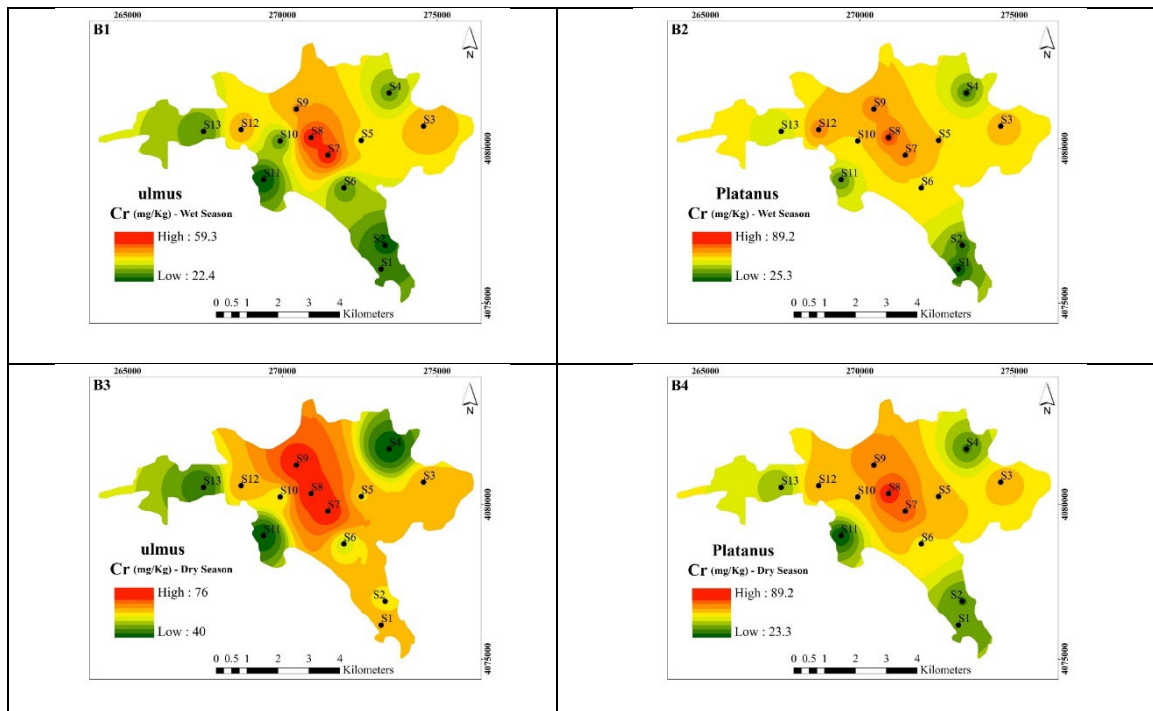 B1
265000 270000 275000
N
S4
S9
S3
S12
S8
S5
S13
S10
S7
4080000
S11
S6
ulmus
Cr (mg/Kg) - Wet Season
High : 59.3
S2
Low : 22.4
S1
0 0.5 1 2 3 4
Kilometers
4075000
B2
265000 270000 275000
N
S4
S9
S3
S12
S8
S5
S13
S10
S7
4080000
S11
S6
Platanus
Cr (mg/Kg) - Wet Season
High : 89.2
S2
Low : 25.3
S1
0 0.5 1 2 3 4
Kilometers
4075000
B3
265000 270000 275000
N
S4
S9
S3
S12
S8
S5
S13
S10
S7
4080000
S11
S6
ulmus
Cr (mg/Kg) - Dry Season
High : 76
S2
Low : 40
S1
0 0.5 1 2 3 4
Kilometers
4075000
B4
265000 270000 275000
N
S4
S9
S3
S12
S8
S5
S13
S10
S7
4080000
S11
S6
Platanus
Cr (mg/Kg) - Dry Season
High : 89.2
S2
Low : 23.3
S1
0 0.5 1 2 3 4
Kilometers
4075000